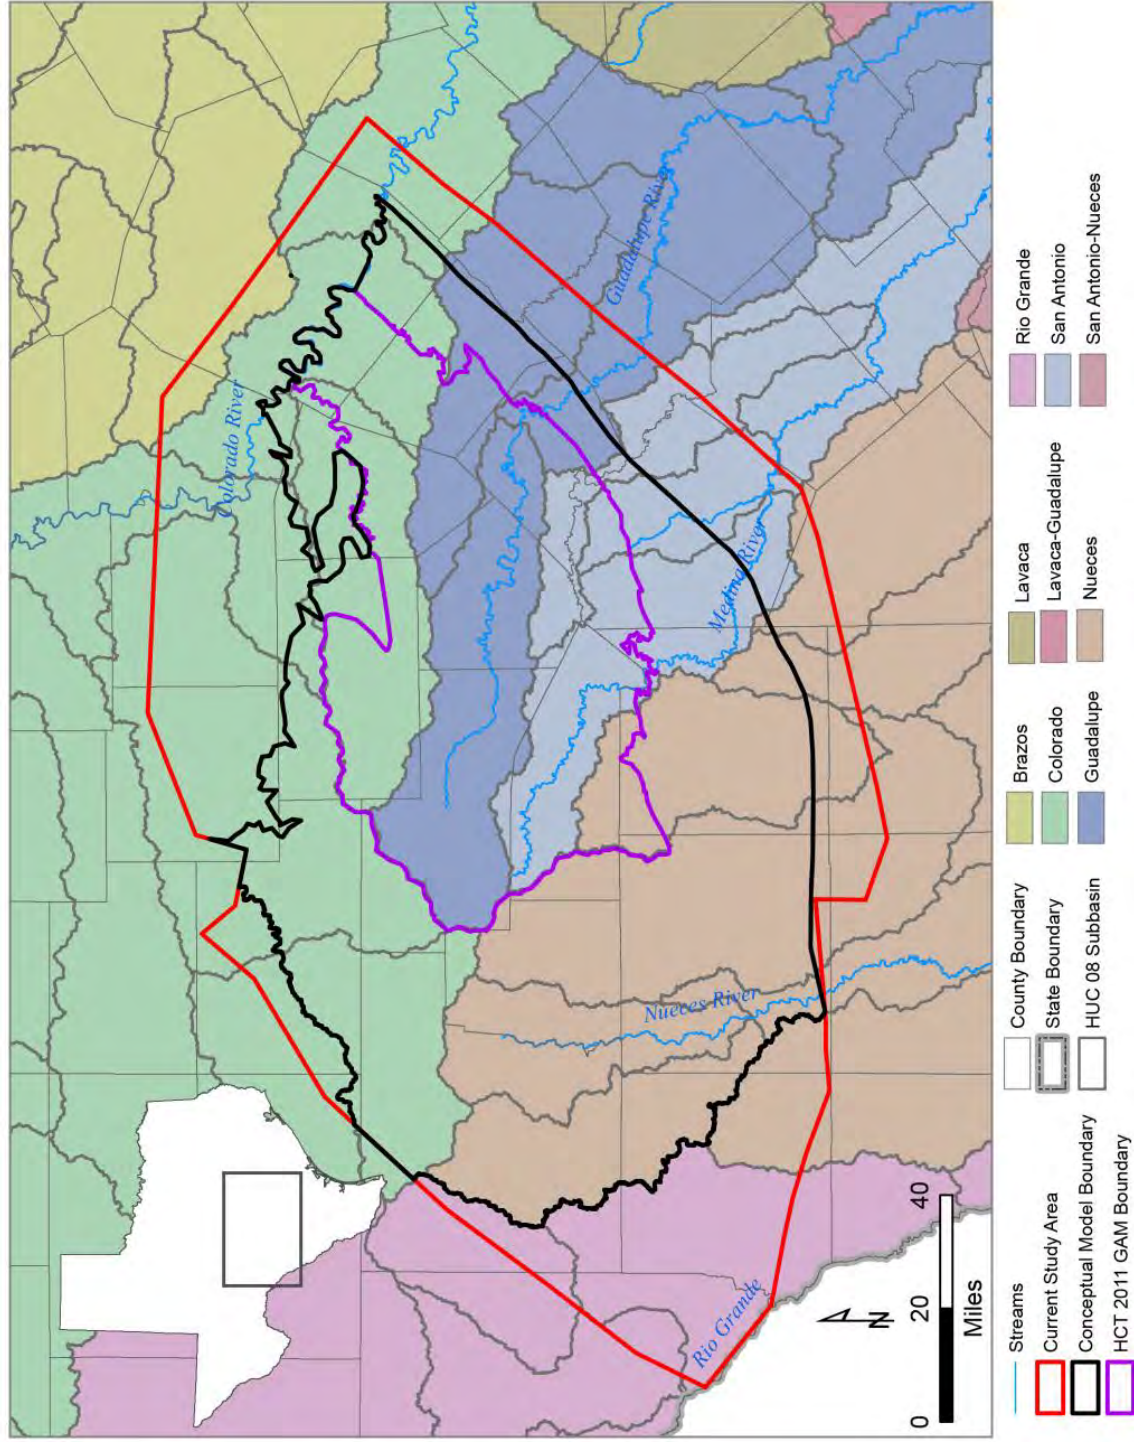 Colorado River
Guadalupe River
Medina River
Nueces River
Rio Grande
N
0 20 40
Miles
Streams
Current Study Area
Conceptual Model Boundary
HCT 2011 GAM Boundary
County Boundary
State Boundary
HUC 08 Subbasin
Brazos
Colorado
Guadalupe
Lavaca
Lavaca-Guadalupe
Nueces
Rio Grande
San Antonio
San Antonio-Nueces